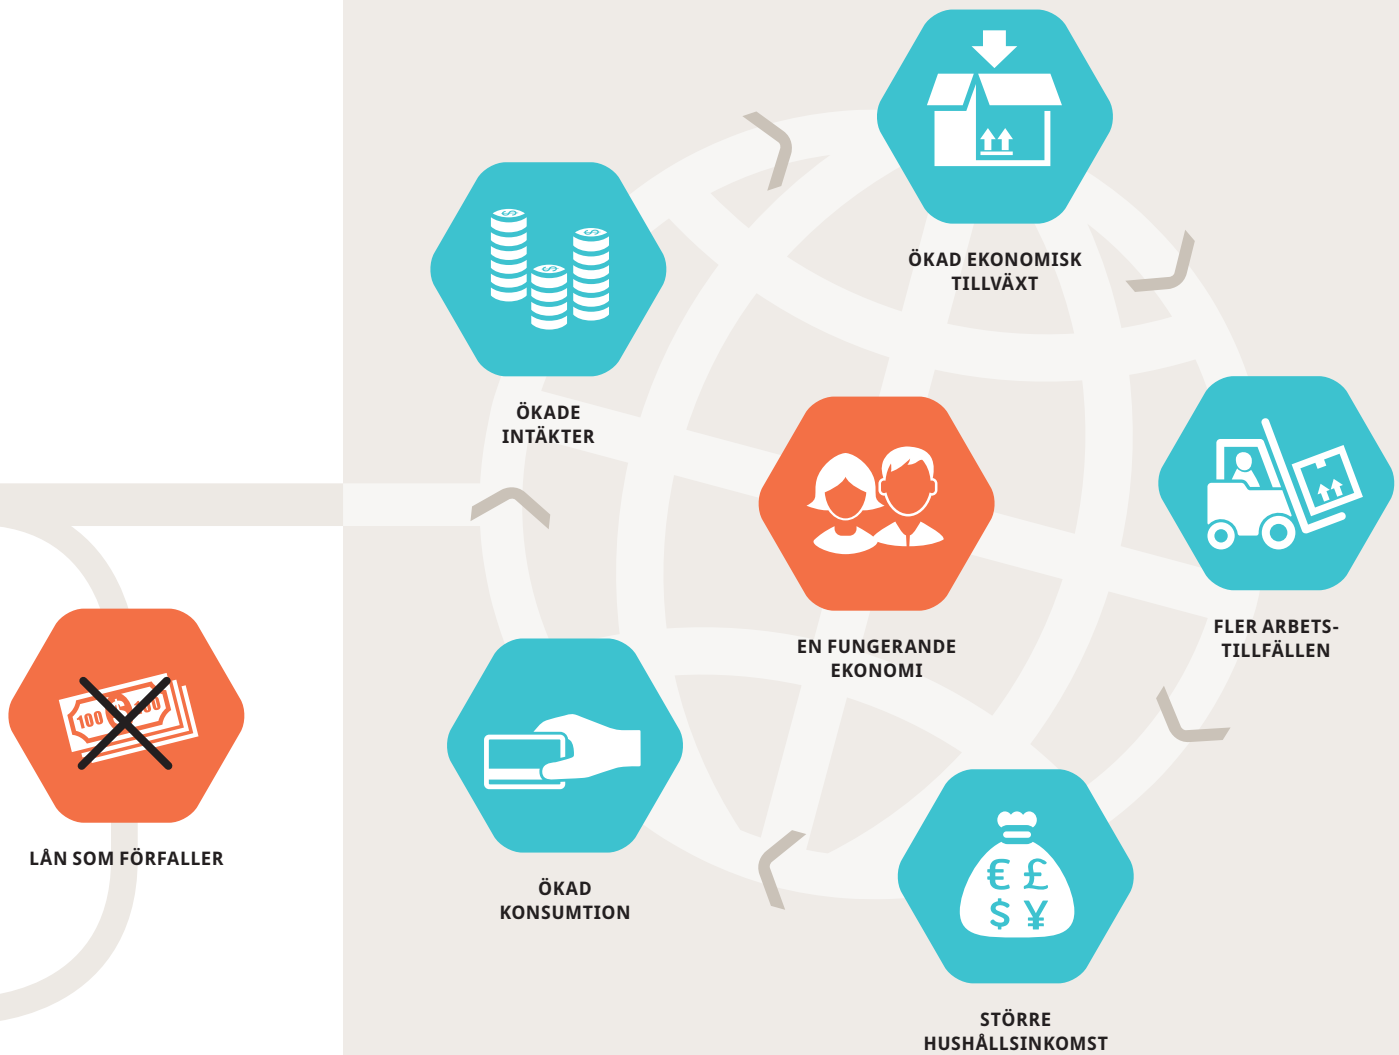 ÖKAD EKONOMISK
TILLVÄXT
ÖKADE
INTÄKTER
FLER ARBETS-
TILLFÄLLEN
EN FUNGERANDE
EKONOMI
100 $ 100
LÅN SOM FÖRFALLER
ÖKAD
KONSUMTION
€ £
$ ¥
STÖRRE
HUSHÅLLSINKOMST